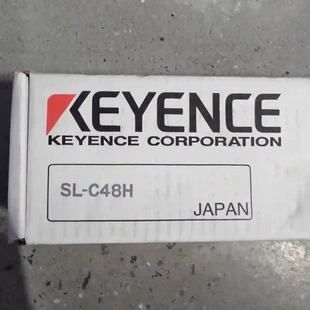 KEYENCE
KEYENCE CORPORATION
SL-C48H
JAPAN